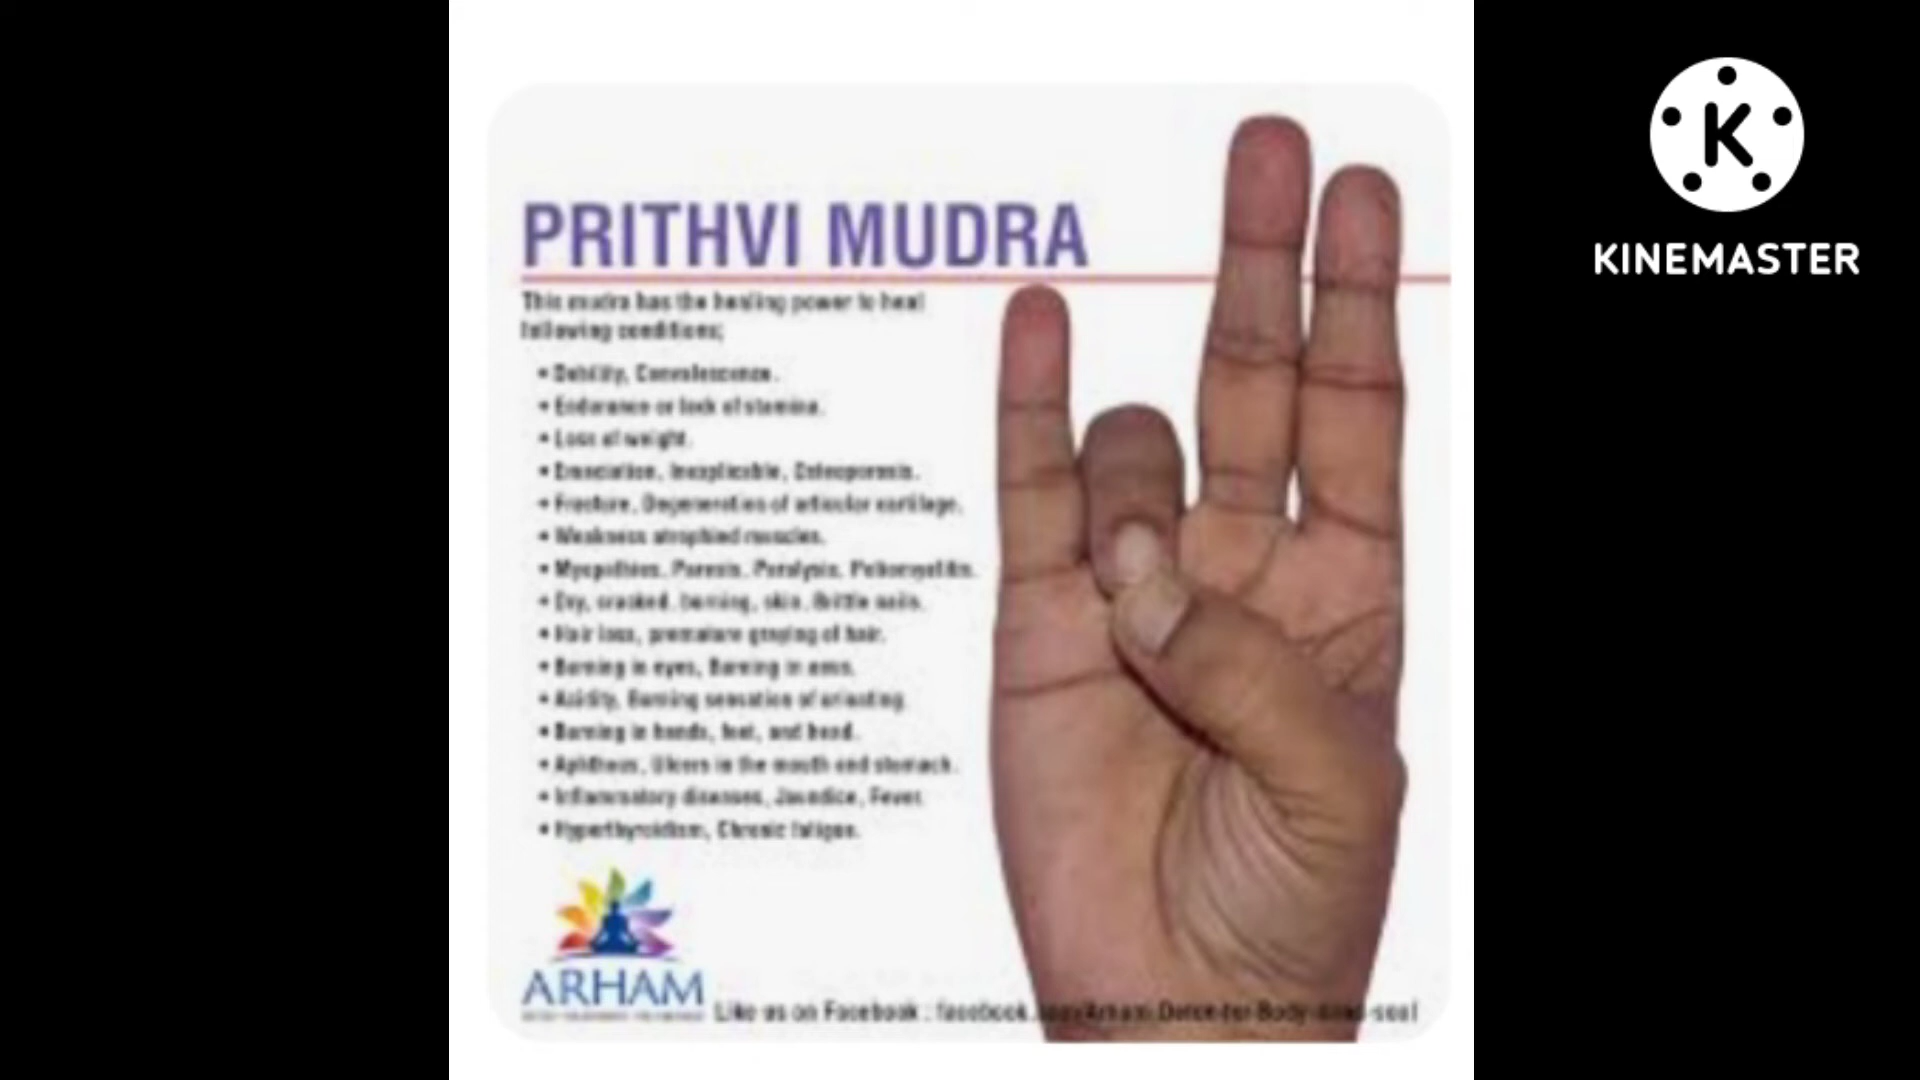 PRITHVI MUDRA
This mudra has the healing power to heal
following conditions;
• Debility, Convalescence.
• Endurance or lack of stamina.
• Loss of weight.
• Emaciation, Inexplicable, Osteoporosis.
• Fracture, of articular cartilage.
• Weakness atrophied muscles.
• Myopathies, Paresis, Paralysis,
• Dry, cracked, burning, skin, Brittle nails.
• Hair loss, premature graying of hair.
• Burning in eyes, Burning in
• Acidity, Burning sensation of urinating.
• Burning in hands, feet, and head.
• Aphthous, Ulcers in the mouth and stomach.
• Inflammatory diseases, Jaundice, Fever.
• Hyperthyroidism, Chronic fatigue.
ARHAM
Like us on Facebook : facebook.
K
KINEMASTER